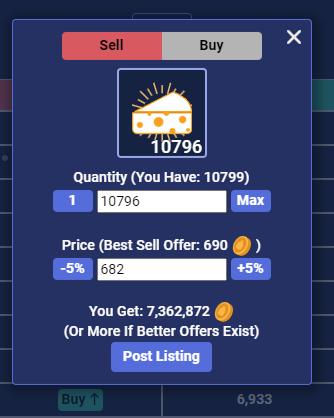 Sell Buy
10796
Quantity (You Have: 10799)
1 10796 Max
Price (Best Sell Offer: 690 )
-5% 682 +5%
You Get: 7,362,872
(Or More If Better Offers Exist)
Post Listing
Buy ↑ 6,933